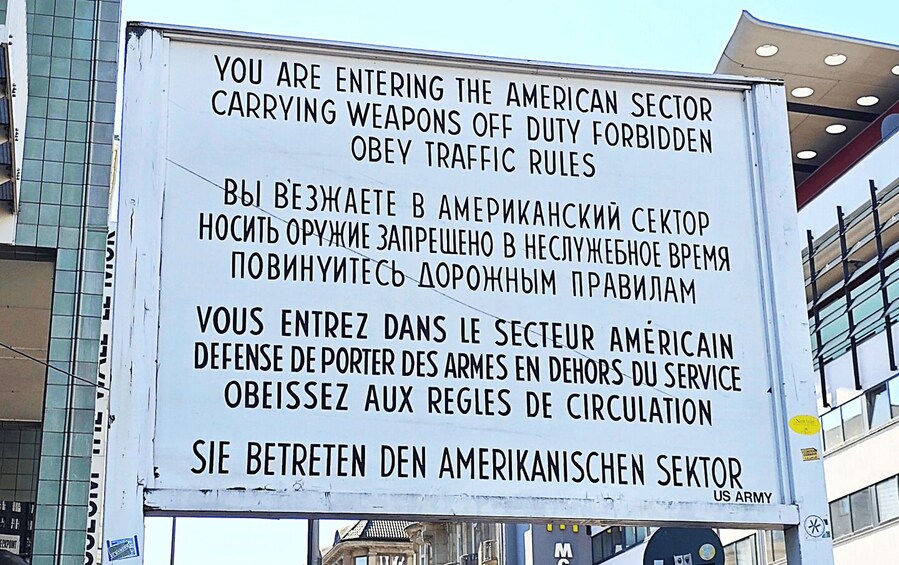 YOU ARE ENTERING THE AMERICAN SECTOR
CARRYING WEAPONS OFF DUTY FORBIDDEN
OBEY TRAFFIC RULES
ВЫ ВЪЕЗЖАЕТЕ В АМЕРИКАНСКИЙ СЕКТОР
НОСИТЬ ОРУЖИЕ ЗАПРЕЩЕНО В НЕСЛУЖЕБНОЕ ВРЕМЯ
ПОВИНУИТЕСЬ ДОРОЖНЫМ ПРАВИЛАМ
VOUS ENTREZ DANS LE SECTEUR AMÉRICAIN
DEFENSE DE PORTER DES ARMES EN DEHORS DU SERVICE
OBEISSEZ AUX REGLES DE CIRCULATION
SIE BETRETEN DEN AMERIKANISCHEN SEKTOR
US ARMY